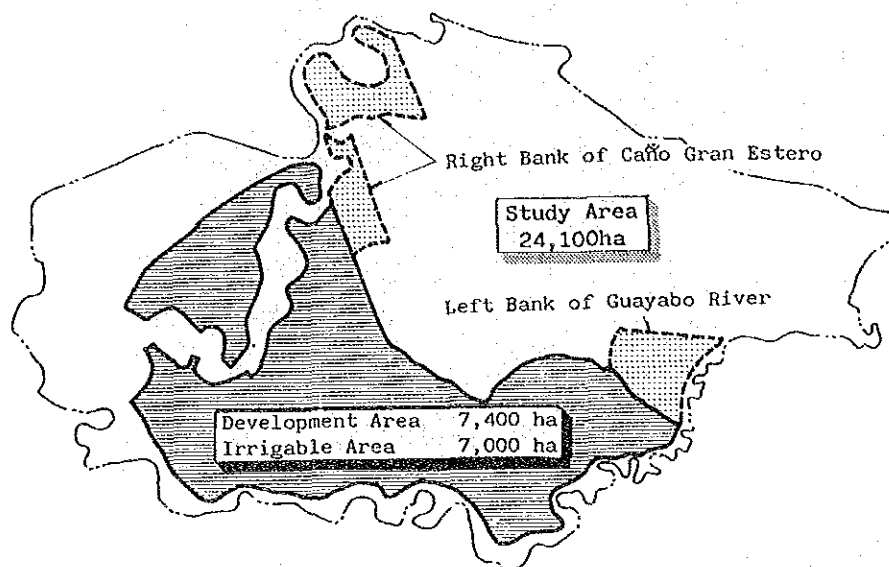 Right Bank of Caño Gran Estero
Study Area
24,100ha
Left Bank of Guayabo River
Development Area 7,400 ha
Irrigable Area 7,000 ha